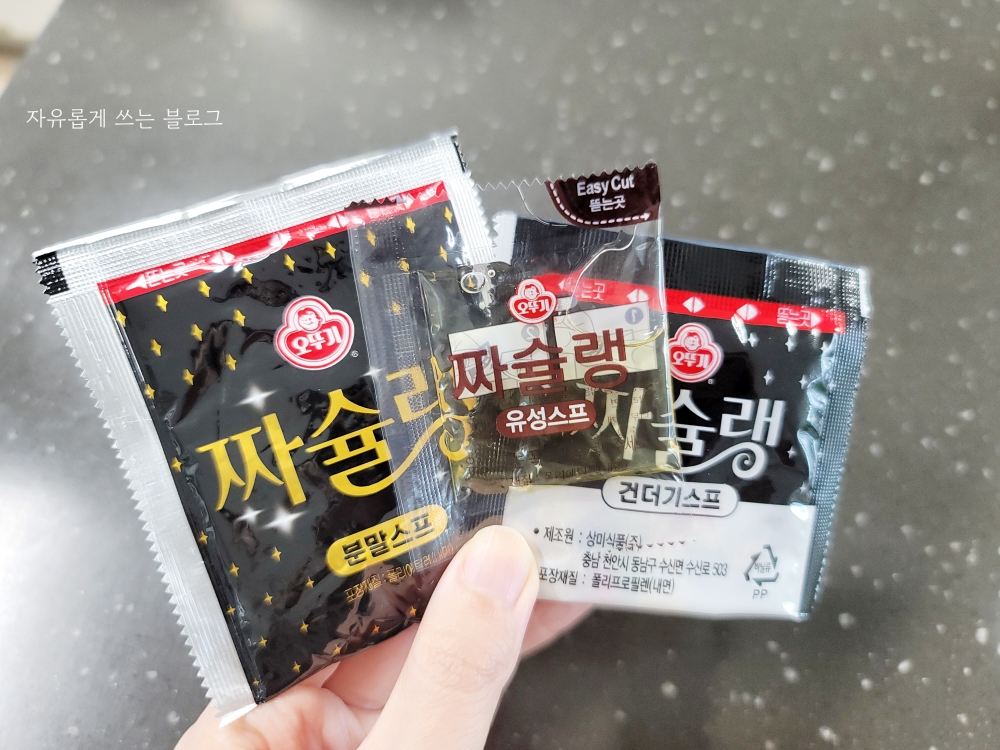 자유롭게 쓰는 블로그
뜯는곳
오뚜기
짜슐랭
분말스프
Easy Cut
뜯는곳
오뚜기
짜슐랭
유성스프
뜯는곳
오뚜기
짜슐랭
건더기스프
• 제조원 : 상미식품(주)
충남 천안시 동남구 수신면 수신로 503
포장재질 : 폴리프로필렌(내면)
비닐류
PP